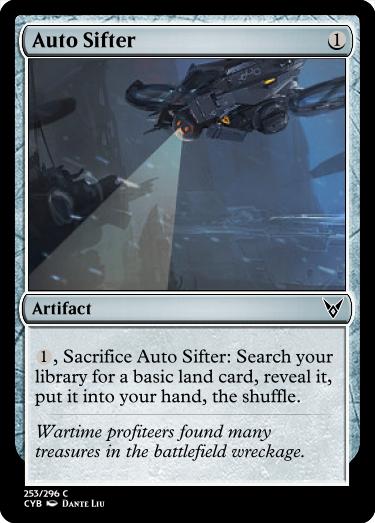 Auto Sifter 1
Artifact
1, Sacrifice Auto Sifter: Search your
library for a basic land card, reveal it,
put it into your hand, the shuffle.
Wartime profiteers found many
treasures in the battlefield wreckage.
253/296 C
CYB Dante Liu